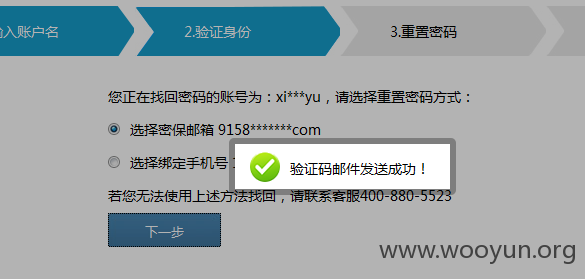 输入账户名
2.验证身份
3.重置密码
您正在找回密码的账号为：xi***yu，请选择重置密码方式：
选择密保邮箱 9158*******com
选择绑定手机号
验证码邮件发送成功！
若您无法使用上述方法找回，请联系客服400-880-5523
下一步
www.wooyun.org